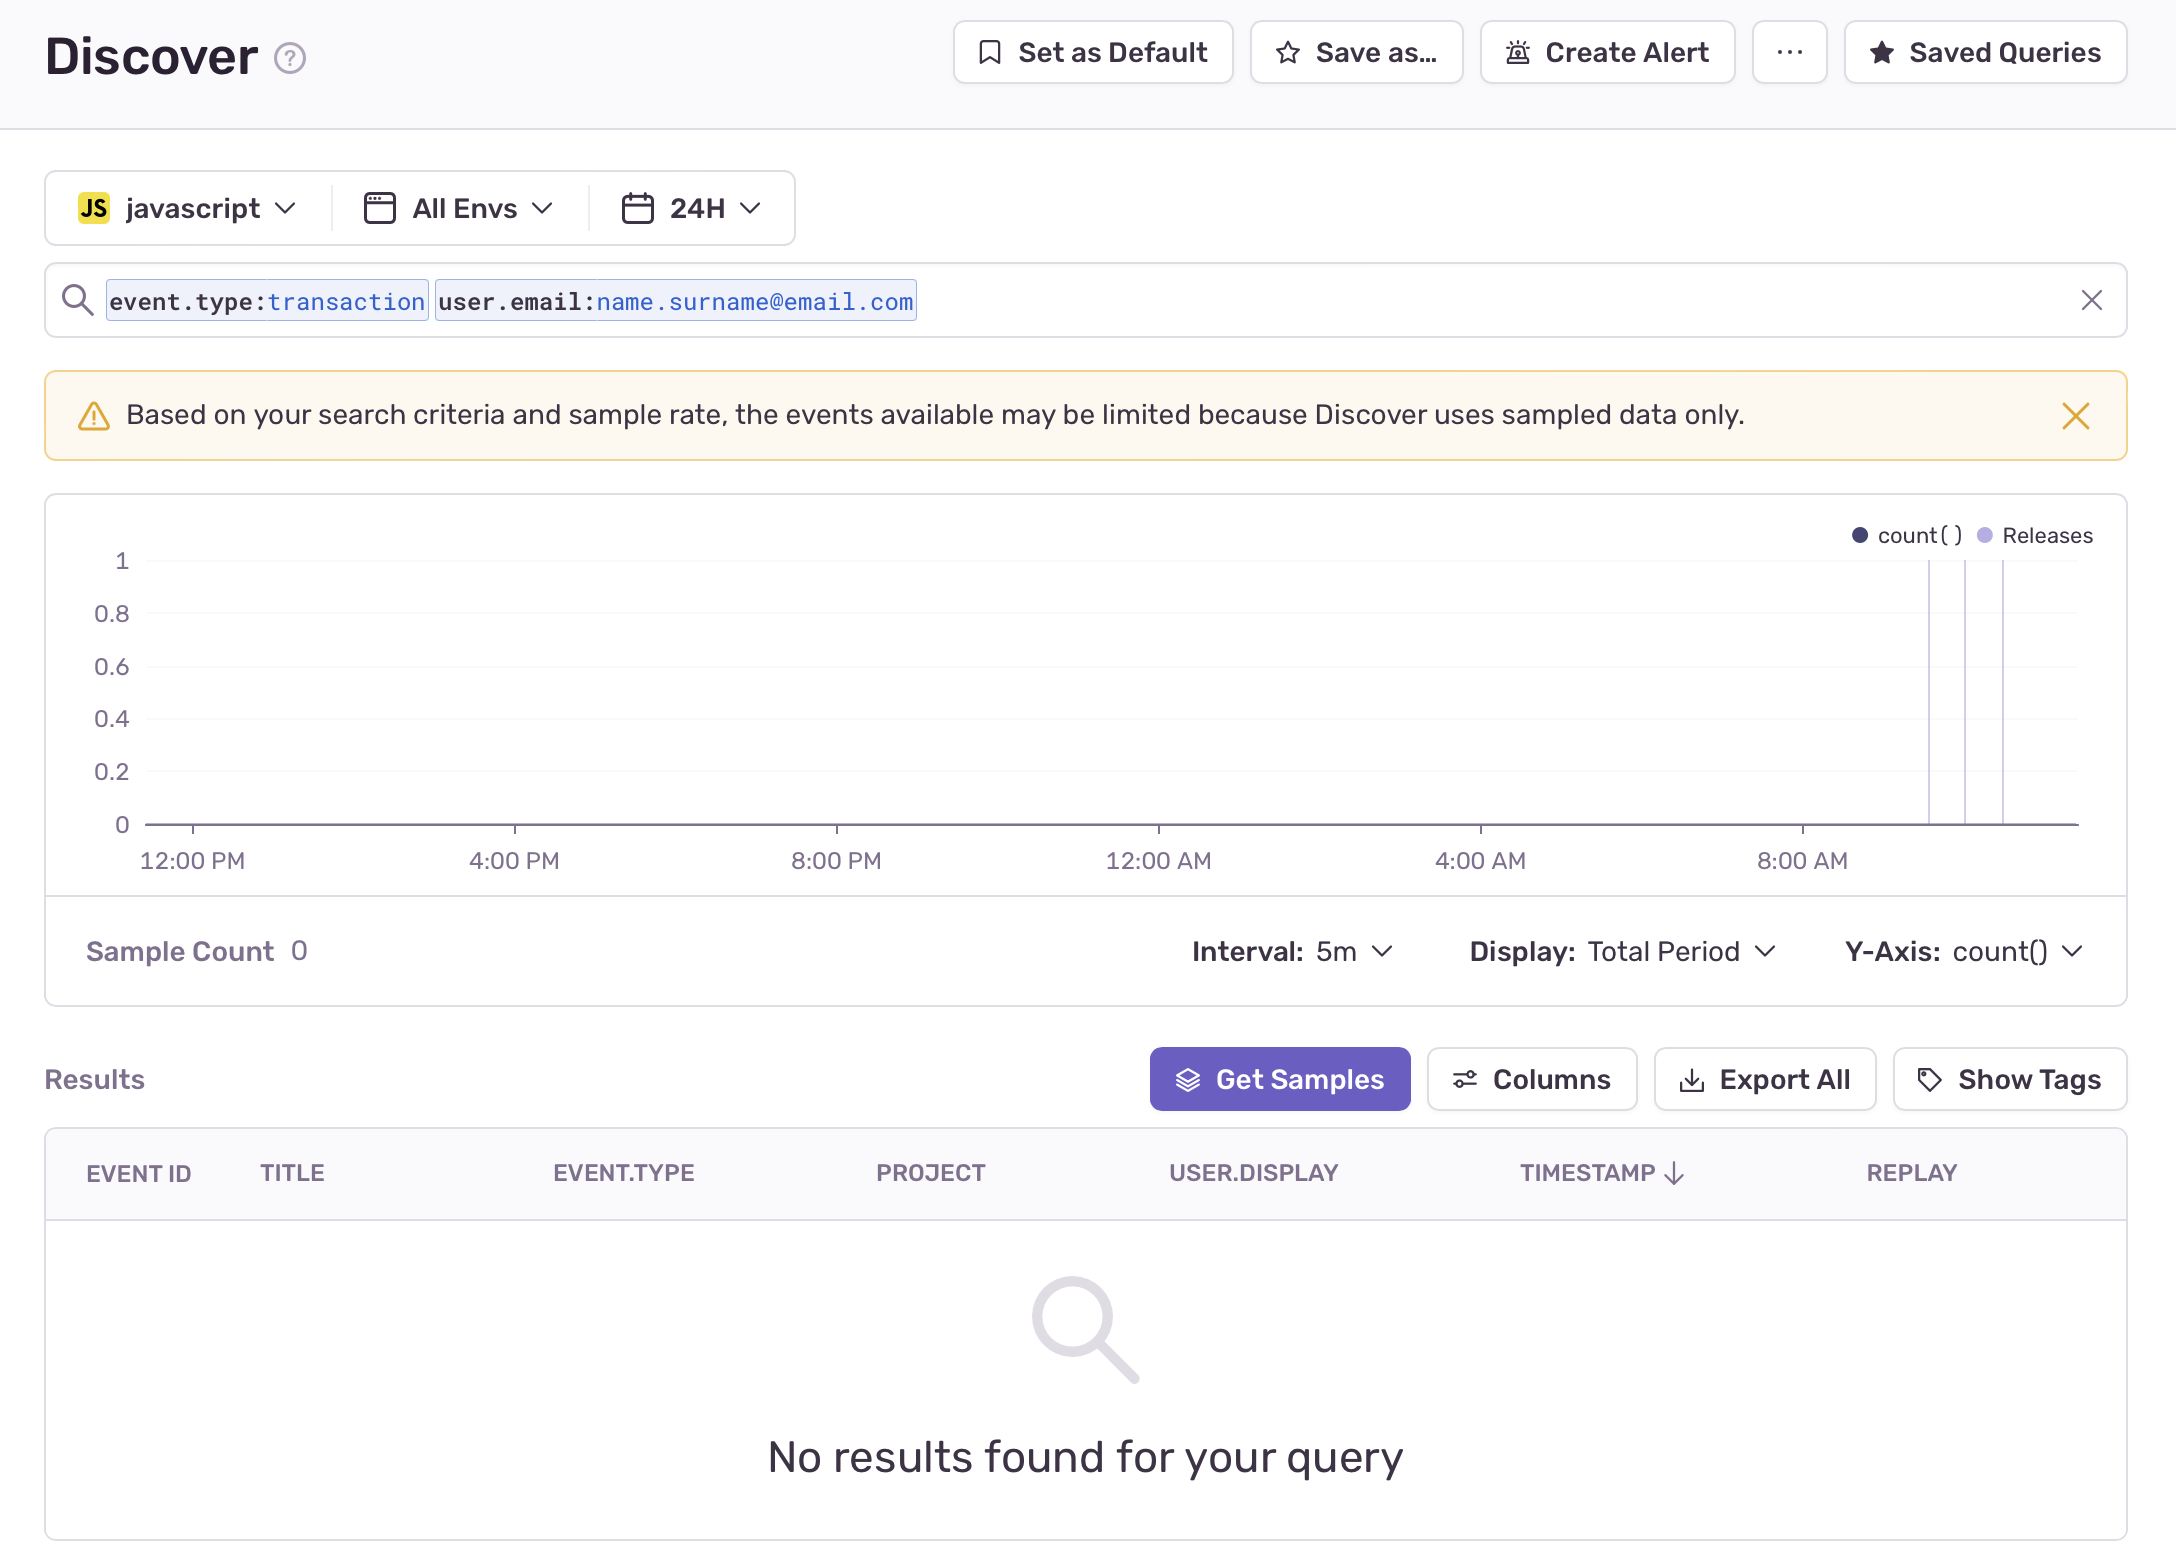 Discover ?
Set as Default
Save as...
Create Alert
...
Saved Queries
JS javascript
All Envs
24H
event.type:transaction user.email:name.surname@email.com
Based on your search criteria and sample rate, the events available may be limited because Discover uses sampled data only.
count() Releases
1
0.8
0.6
0.4
0.2
0
12:00 PM 4:00 PM 8:00 PM 12:00 AM 4:00 AM 8:00 AM
Sample Count 0
Interval: 5m
Display: Total Period
Y-Axis: count()
Results
Get Samples
Columns
Export All
Show Tags
EVENT ID TITLE EVENT.TYPE PROJECT USER.DISPLAY TIMESTAMP REPLAY
No results found for your query